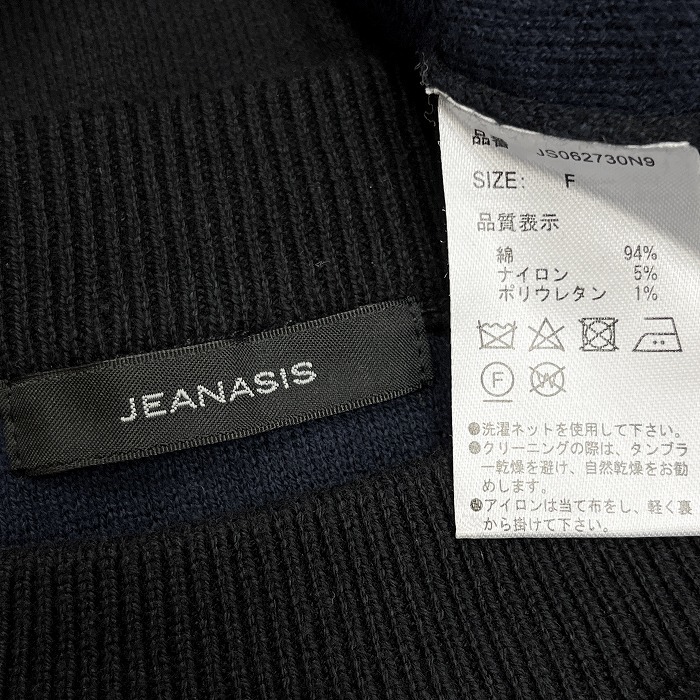 JEANASIS
品番 JS062730N9
SIZE: F
品質表示
綿 94%
ナイロン 5%
ポリウレタン 1%
F
W
●洗濯ネットを使用して下さい。
●クリーニングの際は、タンブラ
ー乾燥を避け、自然乾燥をお勧
めします。
●アイロンは当て布をし、軽く裏
から掛けて下さい。